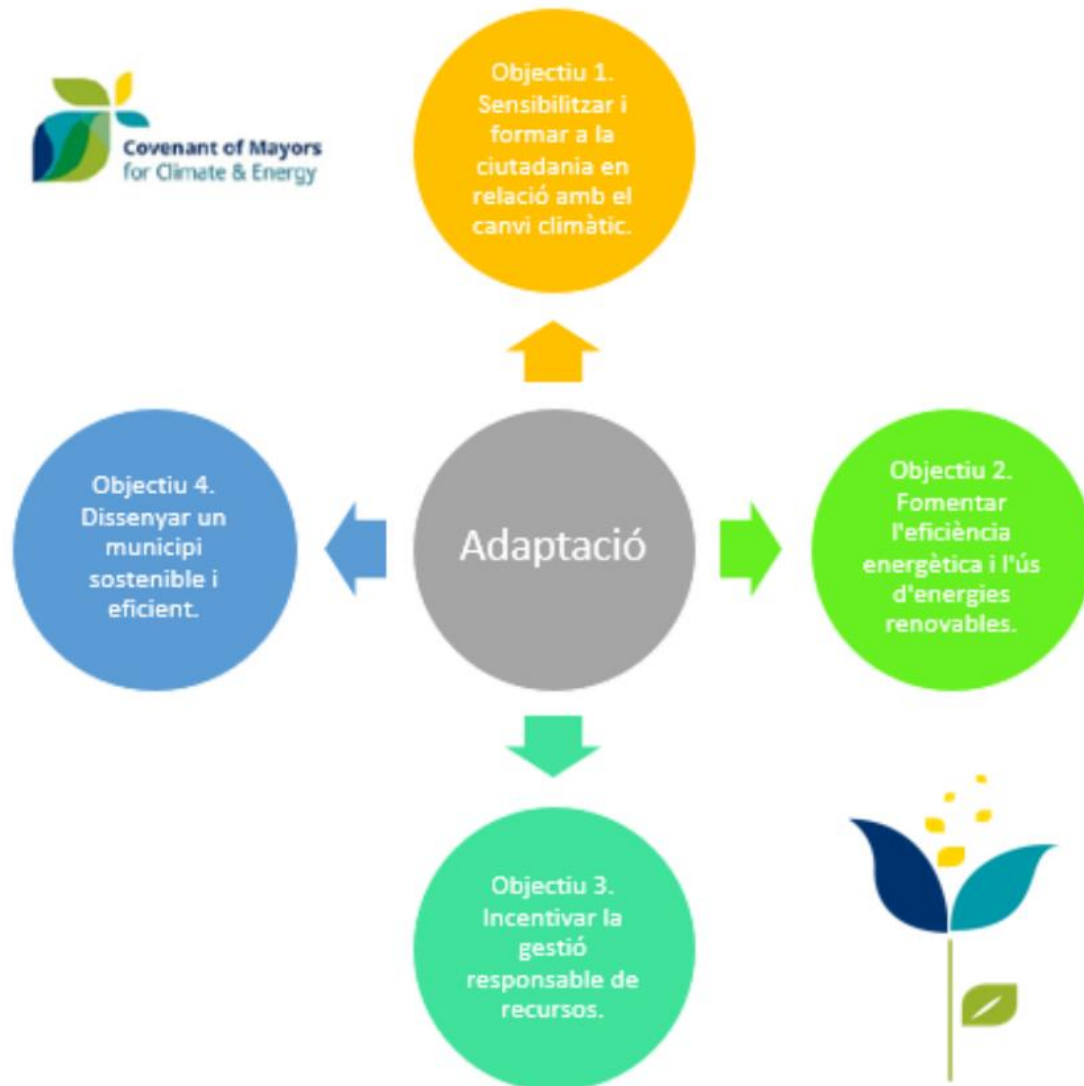 Covenant of Mayors
for Climate & Energy
Objectiu 1.
Sensibilitzar i
formar a la
ciutadania en
relació amb el
canvi climàtic.
Objectiu 4.
Dissenyar un
municipi
sostenible i
eficient.
Adaptació
Objectiu 2.
Fomentar
l'eficiència
energètica i l'ús
d'energies
renovables.
Objectiu 3.
Incentivar la
gestió
responsable de
recursos.